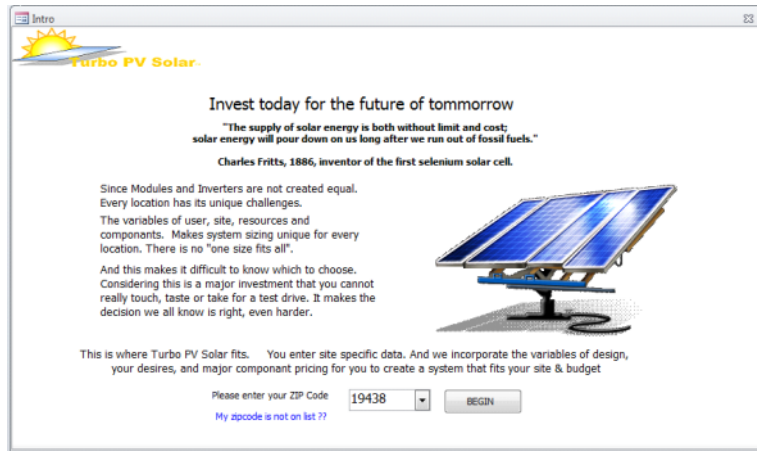 Intro
Turbo PV Solar
Invest today for the future of tommorrow
"The supply of solar energy is both without limit and cost;
solar energy will pour down on us long after we run out of fossil fuels."
Charles Fritts, 1886, inventor of the first selenium solar cell.
Since Modules and Inverters are not created equal.
Every location has its unique challenges.
The variables of user, site, resources and
components. Makes system sizing unique for every
location. There is no "one size fits all".
And this makes it difficult to know which to choose.
Considering this is a major investment that you cannot
really touch, taste or take for a test drive. It makes the
decision we all know is right, even harder.
This is where Turbo PV Solar fits. You enter site specific data. And we incorporate the variables of design,
your desires, and major componant pricing for you to create a system that fits your site & budget
Please enter your ZIP Code
19438
BEGIN
My zipcode is not on list ??